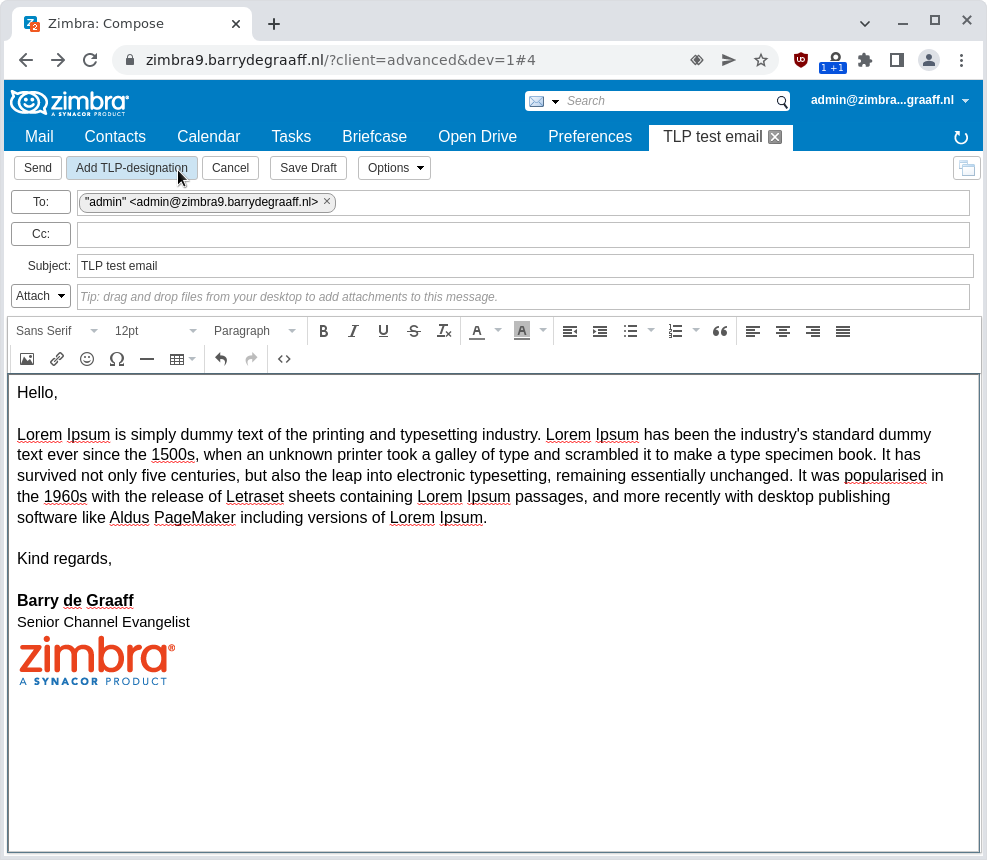 Zimbra: Compose
zimbra9.barrydegraaff.nl/?client=advanced&dev=1#4
1 +1
zimbra
A SYNACOR PRODUCT
Search
admin@zimbra...graaff.nl
Mail Contacts Calendar Tasks Briefcase Open Drive Preferences TLP test email
Send Add TLP-designation Cancel Save Draft Options
To: "admin" <admin@zimbra9.barrydegraaff.nl>
Cc:
Subject: TLP test email
Attach Tip: drag and drop files from your desktop to add attachments to this message.
Sans Serif 12pt Paragraph B I U S A A
Hello,
Lorem Ipsum is simply dummy text of the printing and typesetting industry. Lorem Ipsum has been the industry's standard dummy
text ever since the 1500s, when an unknown printer took a galley of type and scrambled it to make a type specimen book. It has
survived not only five centuries, but also the leap into electronic typesetting, remaining essentially unchanged. It was popularised in
the 1960s with the release of Letraset sheets containing Lorem Ipsum passages, and more recently with desktop publishing
software like Aldus PageMaker including versions of Lorem Ipsum.
Kind regards,
Barry de Graaff
Senior Channel Evangelist
zimbra®
A SYNACOR PRODUCT